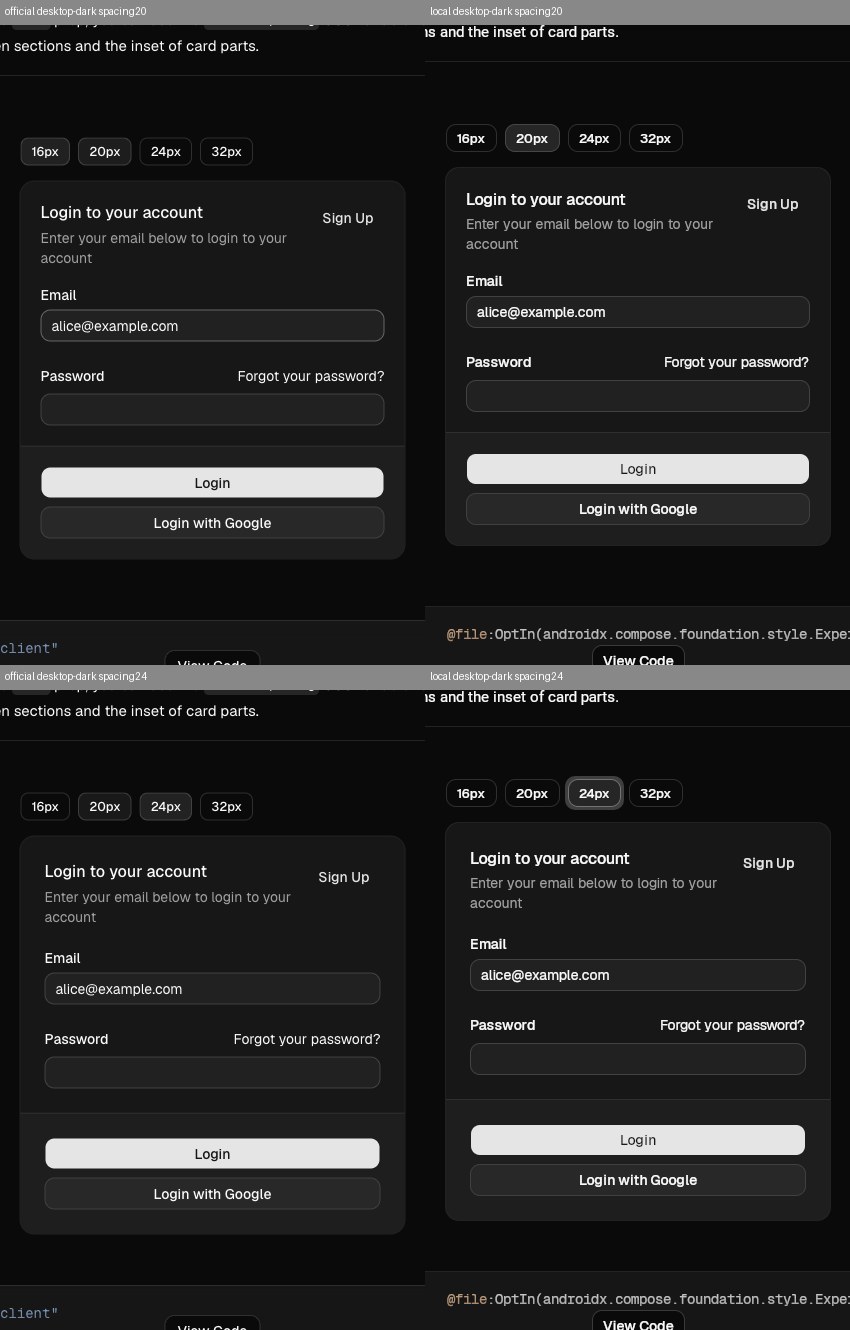 official desktop-dark spacing20
n sections and the inset of card parts.
16px 20px 24px 32px
Login to your account
Sign Up
Enter your email below to login to your
account
Email
alice@example.com
Password
Forgot your password?
Login
Login with Google
client"
View Code
local desktop-dark spacing20
s and the inset of card parts.
16px 20px 24px 32px
Login to your account
Sign Up
Enter your email below to login to your
account
Email
alice@example.com
Password
Forgot your password?
Login
Login with Google
@file:OptIn(androidx.compose.foundation.style.Expe
View Code
official desktop-dark spacing24
n sections and the inset of card parts.
16px 20px 24px 32px
Login to your account
Sign Up
Enter your email below to login to your
account
Email
alice@example.com
Password
Forgot your password?
Login
Login with Google
client"
View Code
local desktop-dark spacing24
s and the inset of card parts.
16px 20px 24px 32px
Login to your account
Sign Up
Enter your email below to login to your
account
Email
alice@example.com
Password
Forgot your password?
Login
Login with Google
@file:OptIn(androidx.compose.foundation.style.Expe
View Code